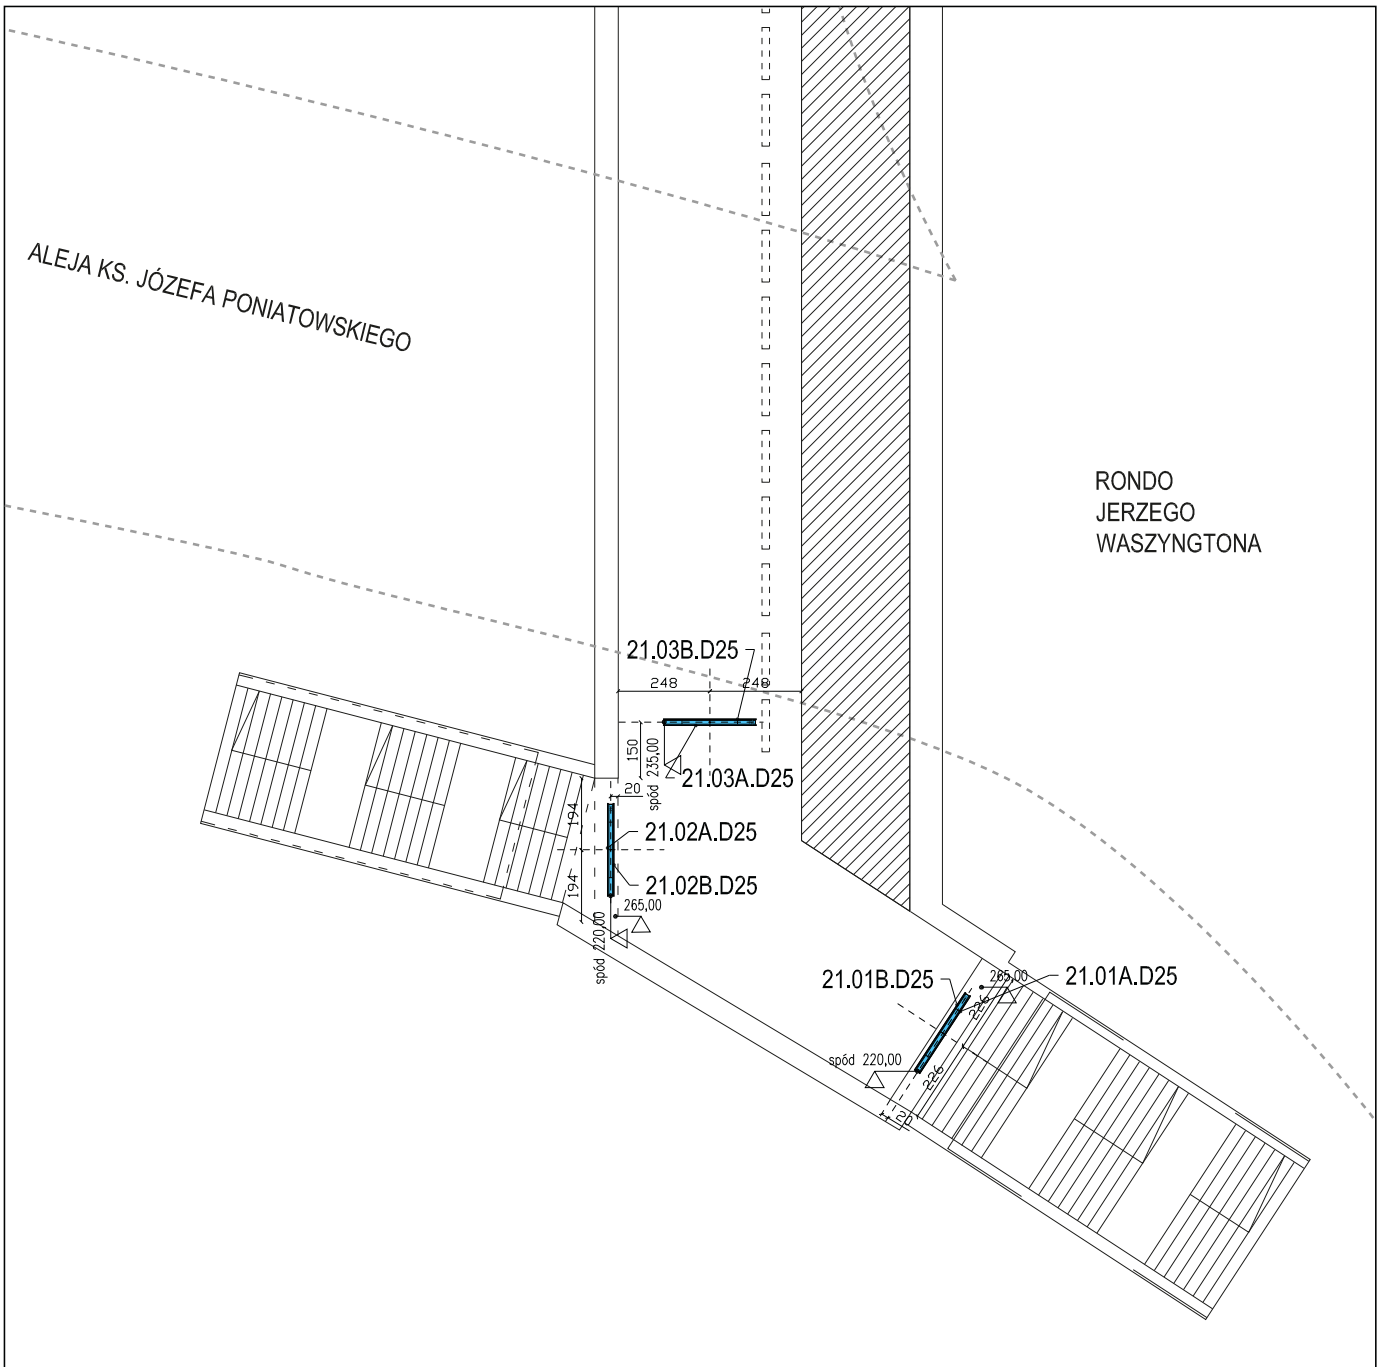 ALEJA KS. JÓZEFA PONIATOWSKIEGO
RONDO
JERZEGO
WASZYNGTONA
21.03B.D25
248
248
150
spód 235,00
21.03A.D25
20
194
21.02A.D25
194
21.02B.D25
265,00
spód 220,00
21.01B.D25
265,00
21.01A.D25
226
spód 220,00
226
20